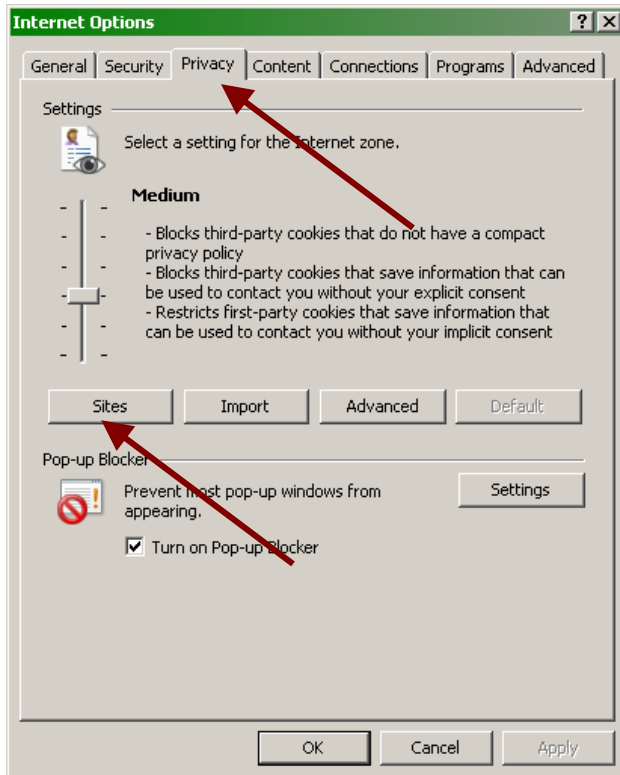 Internet Options
General Security Privacy Content Connections Programs Advanced
Settings
Select a setting for the Internet zone.
Medium
- Blocks third-party cookies that do not have a compact
privacy policy
- Blocks third-party cookies that save information that can
be used to contact you without your explicit consent
- Restricts first-party cookies that save information that
can be used to contact you without your implicit consent
Sites Import Advanced Default
Pop-up Blocker
Prevent most pop-up windows from
appearing.
Settings
Turn on Pop-up Blocker
OK Cancel Apply